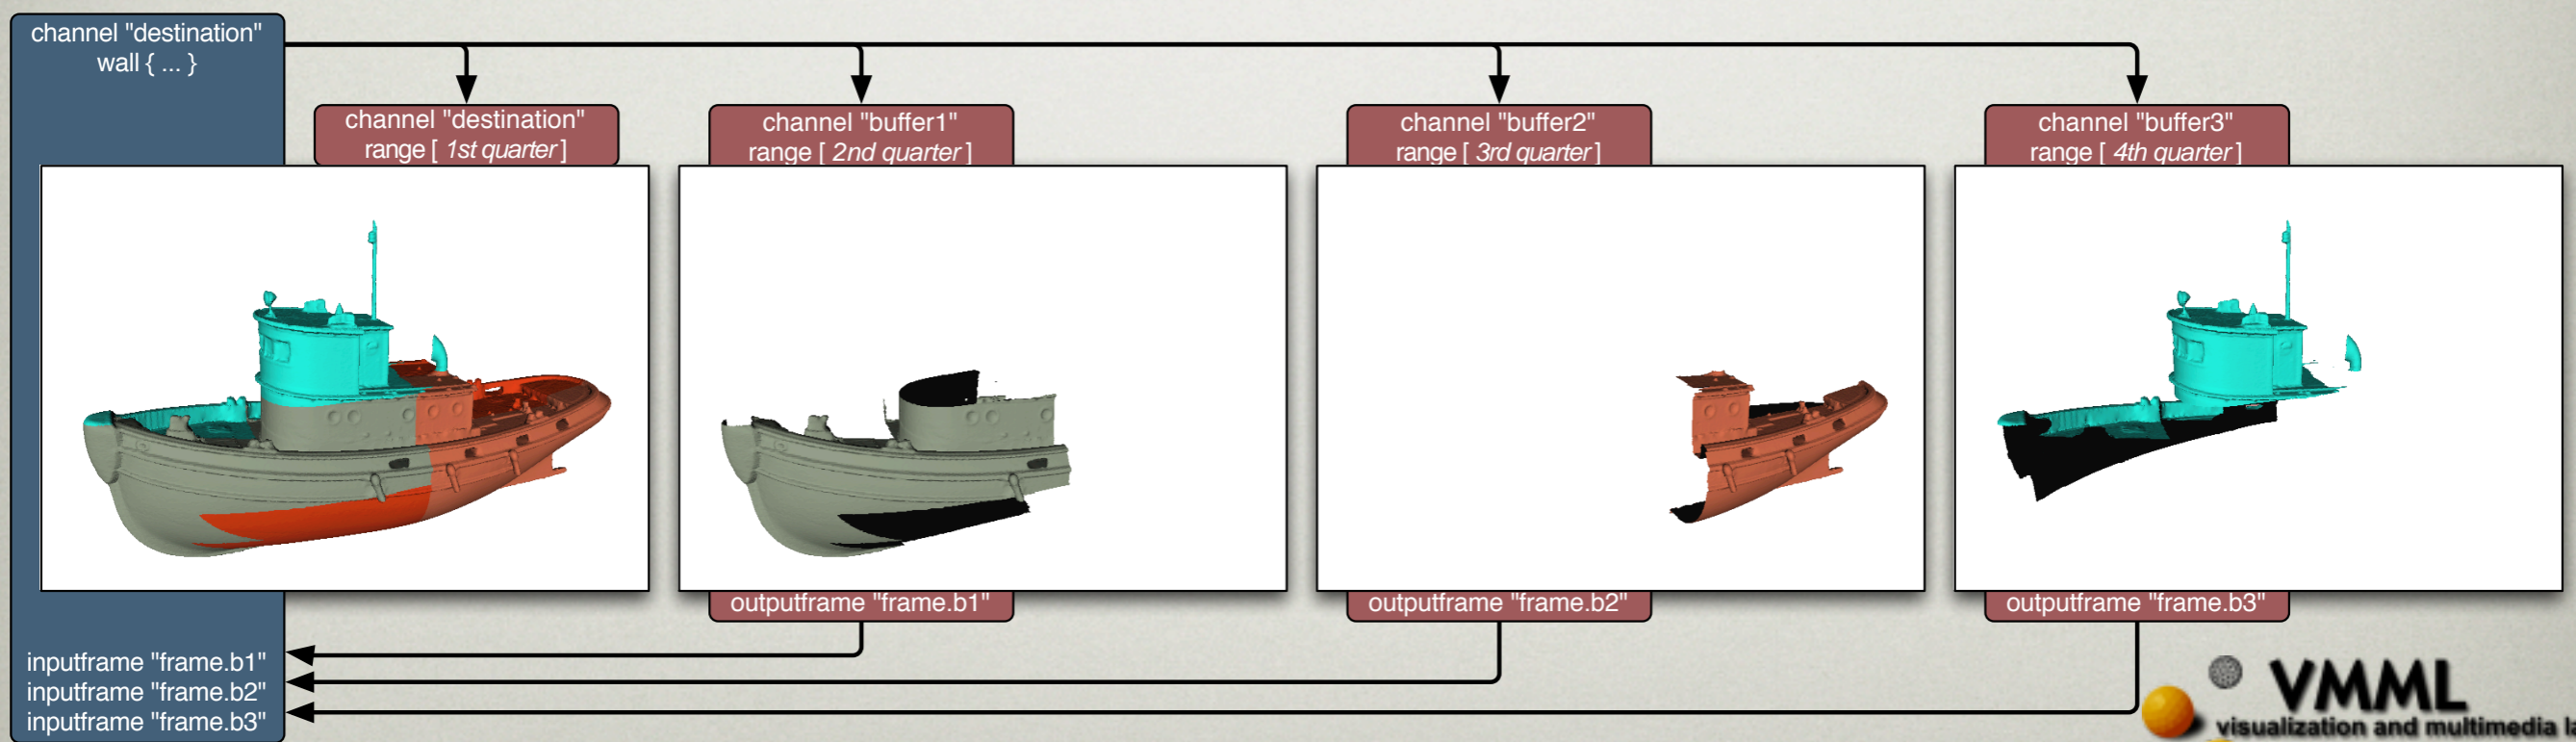 channel "destination"
wall { ... }
channel "destination"
range [ 1st quarter ]
channel "buffer1"
range [ 2nd quarter ]
channel "buffer2"
range [ 3rd quarter ]
channel "buffer3"
range [ 4th quarter ]
outputframe "frame.b1"
outputframe "frame.b2"
outputframe "frame.b3"
inputframe "frame.b1"
inputframe "frame.b2"
inputframe "frame.b3"
VMML
visualization and multimedia